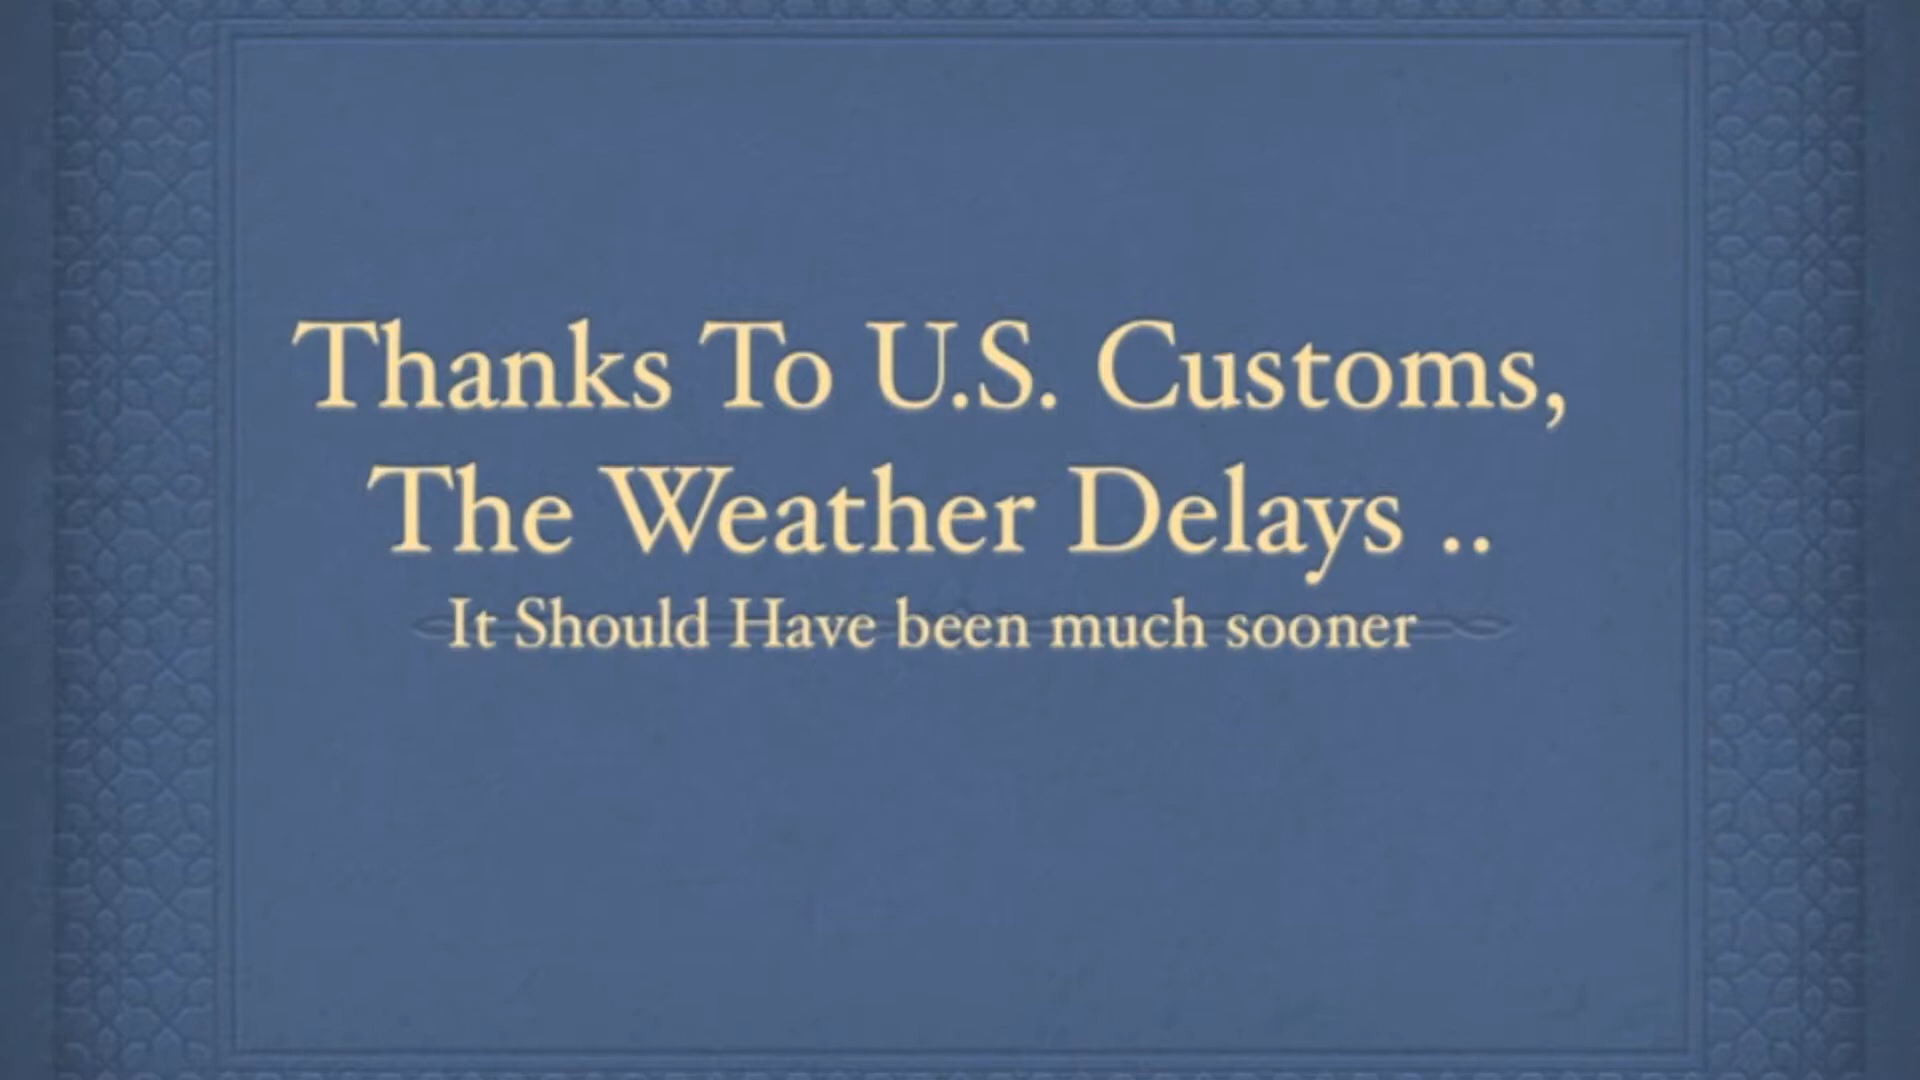 Thanks To U.S. Customs,
The Weather Delays ..
It Should Have been much sooner